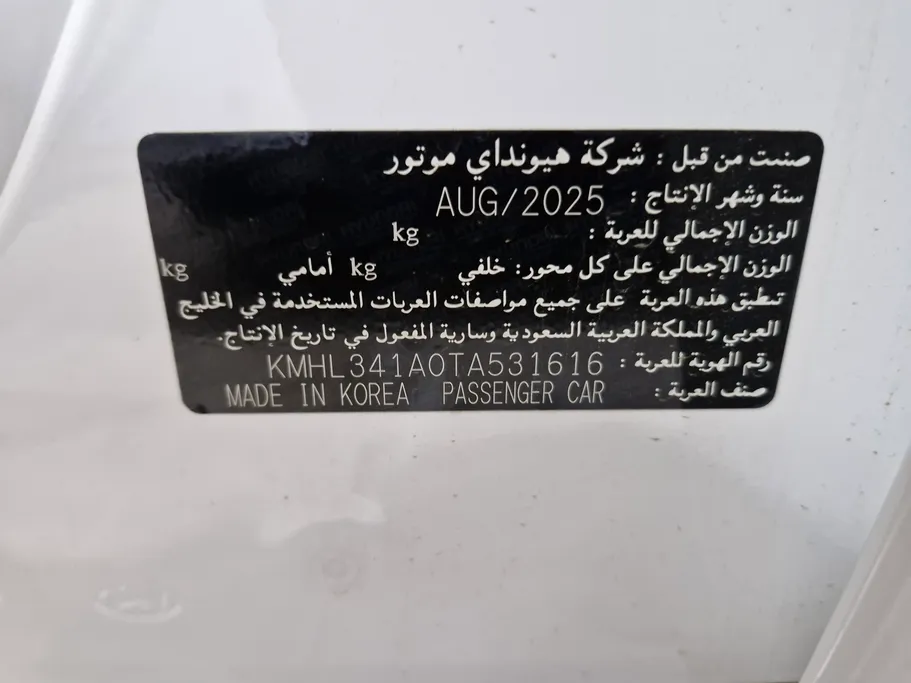 صنعت من قبل : شركة هيونداي موتور
سنة وشهر الإنتاج : AUG/2025
الوزن الإجمالي للعربة : kg
الوزن الإجمالي على كل محور: خلفي kg أمامي kg
تنطبق هذه العربة على جميع مواصفات العربات المستخدمة في الخليج
العربي والمملكة العربية السعودية وسارية المفعول في تاريخ الإنتاج.
رقم الهوية للعربة : KMHL341A0TA531616
صنف العربة : MADE IN KOREA PASSENGER CAR